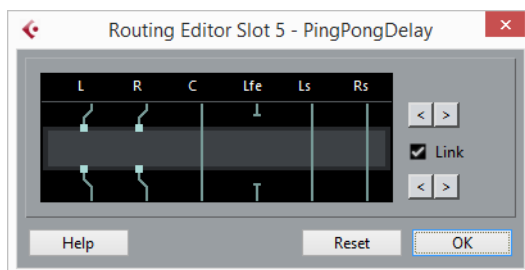 Routing Editor Slot 5 - PingPongDelay
L R C Lfe Ls Rs
< >
Link
< >
Help Reset OK